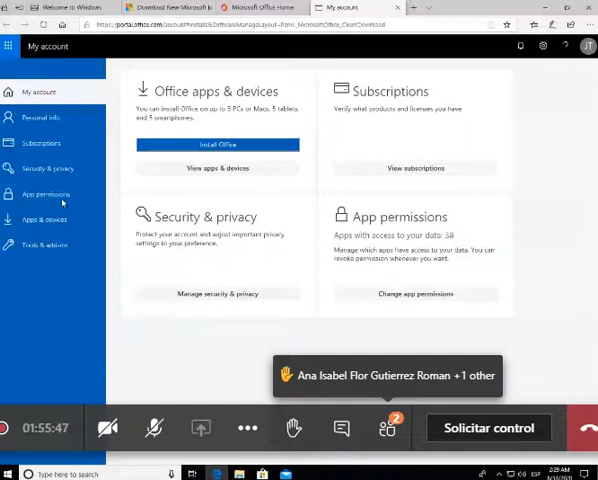 Welcome to Windows
Download New Microsoft E
Microsoft Office Home
My account
My account
JT
My account
Personal info
Subscriptions
Security & privacy
App permissions
Apps & devices
Tools & add-ins
Office apps & devices
You can install Office on up to 5 PCs or Macs, 5 tablets,
and 5 smartphones.
Install Office
View apps & devices
Subscriptions
Verify what products and licenses you have
View subscriptions
Security & privacy
Protect your account and adjust important privacy
settings to your preference.
Manage security & privacy
App permissions
Apps with access to your data: 38
Manage which apps have access to your data. You can
revoke permission whenever you want.
Change app permissions
Ana Isabel Flor Gutierrez Roman +1 other
01:55:47
2
Solicitar control
Type here to search
ESP
2:29 AM